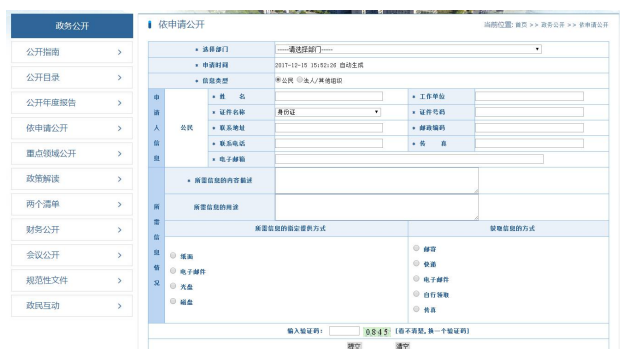 政务公开
公开指南
公开目录
公开年度报告
依申请公开
重点领域公开
政策解读
两个清单
财务公开
会议公开
规范性文件
政民互动
依申请公开
当前位置: 首页 >> 政务公开 >> 依申请公开
选择部门 -----请选择部门-----
申请时间 2017-12-15 15:52:26 自动生成
信息类型 公民 法人/其他组织
申请人信息
公民
姓 名 工作单位
证件名称 身份证 证件号码
联系地址 邮政编码
联系电话 传 真
电子邮箱
所需信息情况
所需信息的内容描述
所需信息的用途
所需信息的指定提供方式 获取信息的方式
纸面
电子邮件
光盘
磁盘
邮寄
快递
电子邮件
自行领取
传真
输入验证码: 0845 [看不清楚,换一个验证码]
清空